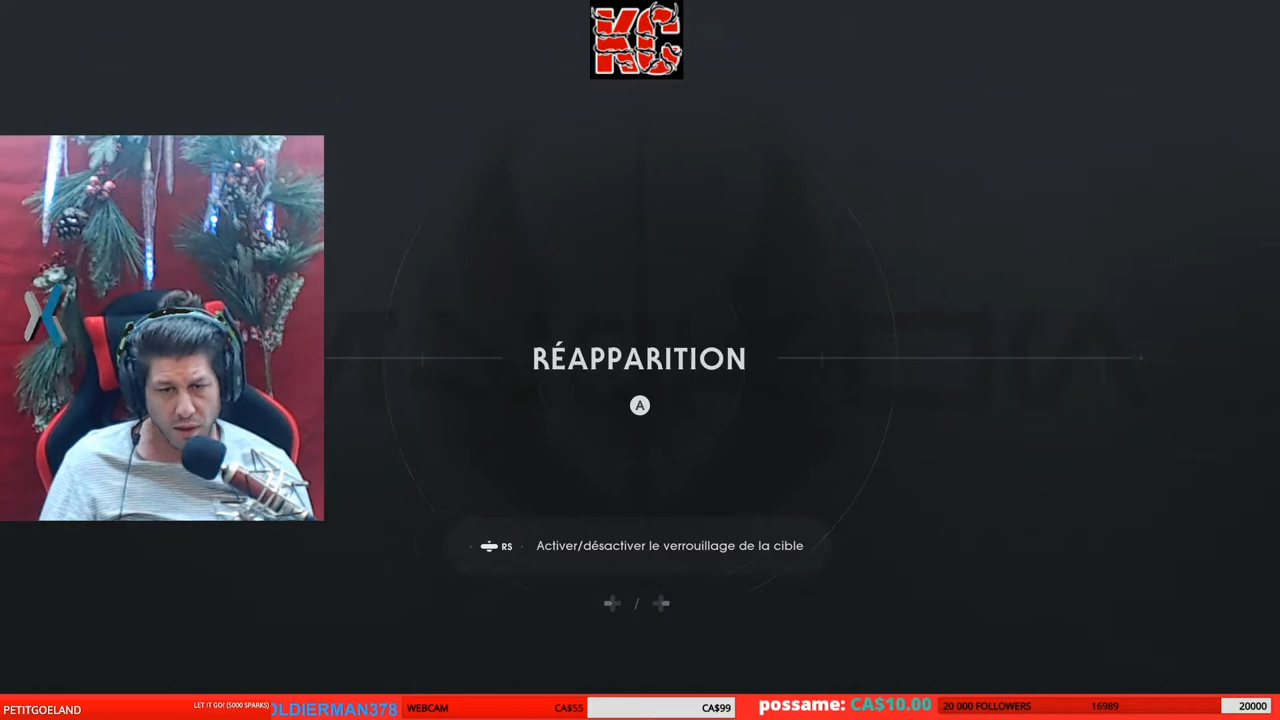 KC
RÉAPPARITION
A
RS Activer/désactiver le verrouillage de la cible
/
PETITGOELAND LET IT GO! (5000 SPARKS) OLDIERMAN378 WEBCAM CA$55 CA$99 possame: CA$10.00 20 000 FOLLOWERS 16989 20000